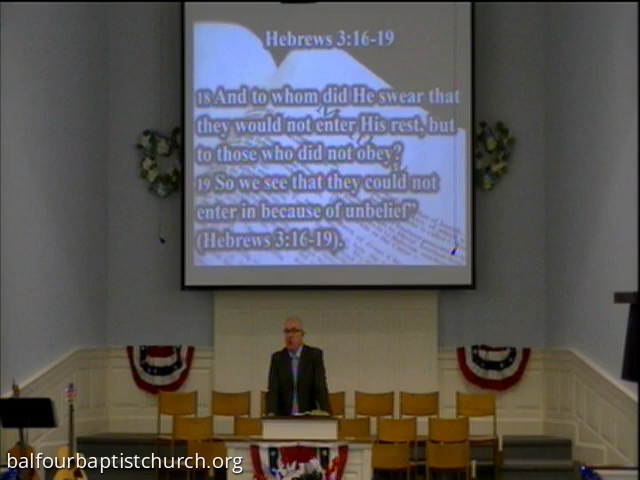 Hebrews 3:16-19
18 And to whom did He swear that
they would not enter His rest, but
to those who did not obey?
19 So we see that they could not
enter in because of unbelief"
(Hebrews 3:16-19).
balfourbaptistchurch.org